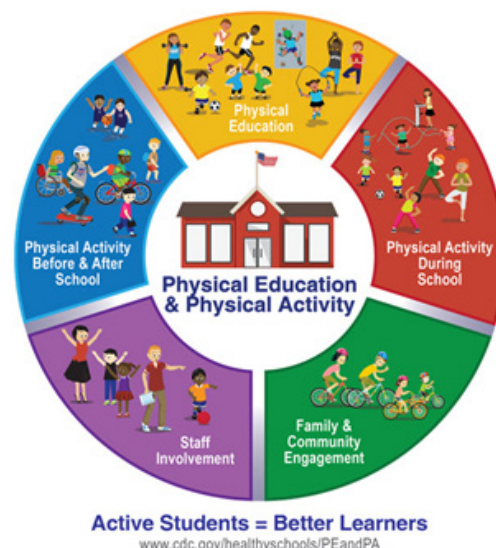 Physical
Education
Physical Activity
Before & After
School
Physical Activity
During
School
Physical Education
& Physical Activity
Staff
Involvement
Family &
Community
Engagement
Active Students = Better Learners
www.cdc.gov/healthyschools/PEandPA